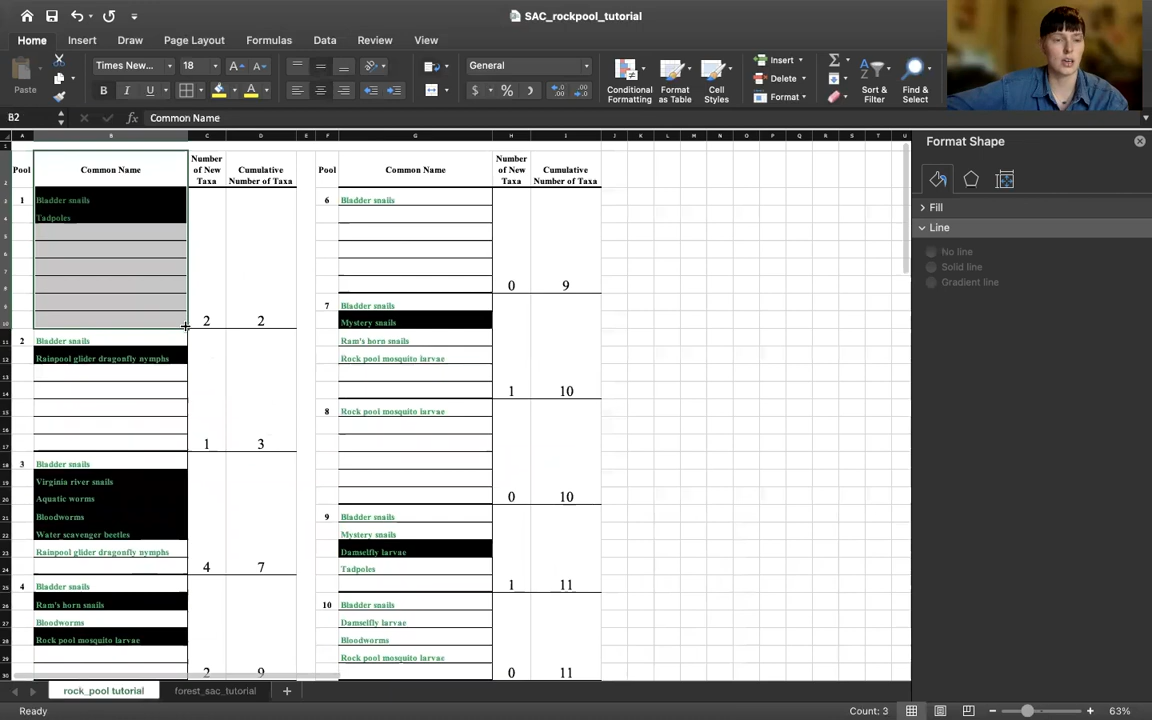 SAC_rockpool_tutorial
Home Insert Draw Page Layout Formulas Data Review View
Paste
Times New... 18
B I U
General
$ %
Conditional Formatting
Format as Table
Cell Styles
Insert
Delete
Format
Sort & Filter
Find & Select
B2 fx Common Name
A B C D E F G H I J K L M N O P Q R S T U
Pool Common Name Number of New Taxa Cumulative Number of Taxa
1 Bladder snails
Tadpoles
2 2
2 Bladder snails
Rainpool glider dragonfly nymphs
1 3
3 Bladder snails
Virginia river snails
Aquatic worms
Bloodworms
Water scavenger beetles
Rainpool glider dragonfly nymphs
4 7
4 Bladder snails
Ram's horn snails
Bloodworms
Rock pool mosquito larvae
2 9
Pool Common Name Number of New Taxa Cumulative Number of Taxa
6 Bladder snails
0 9
7 Bladder snails
Mystery snails
Ram's horn snails
Rock pool mosquito larvae
1 10
8 Rock pool mosquito larvae
0 10
9 Bladder snails
Mystery snails
Damselfly larvae
Tadpoles
1 11
10 Bladder snails
Damselfly larvae
Bloodworms
Rock pool mosquito larvae
0 11
Format Shape
Fill
Line
No line
Solid line
Gradient line
rock_pool tutorial forest_sac_tutorial
Ready Count: 3 63%